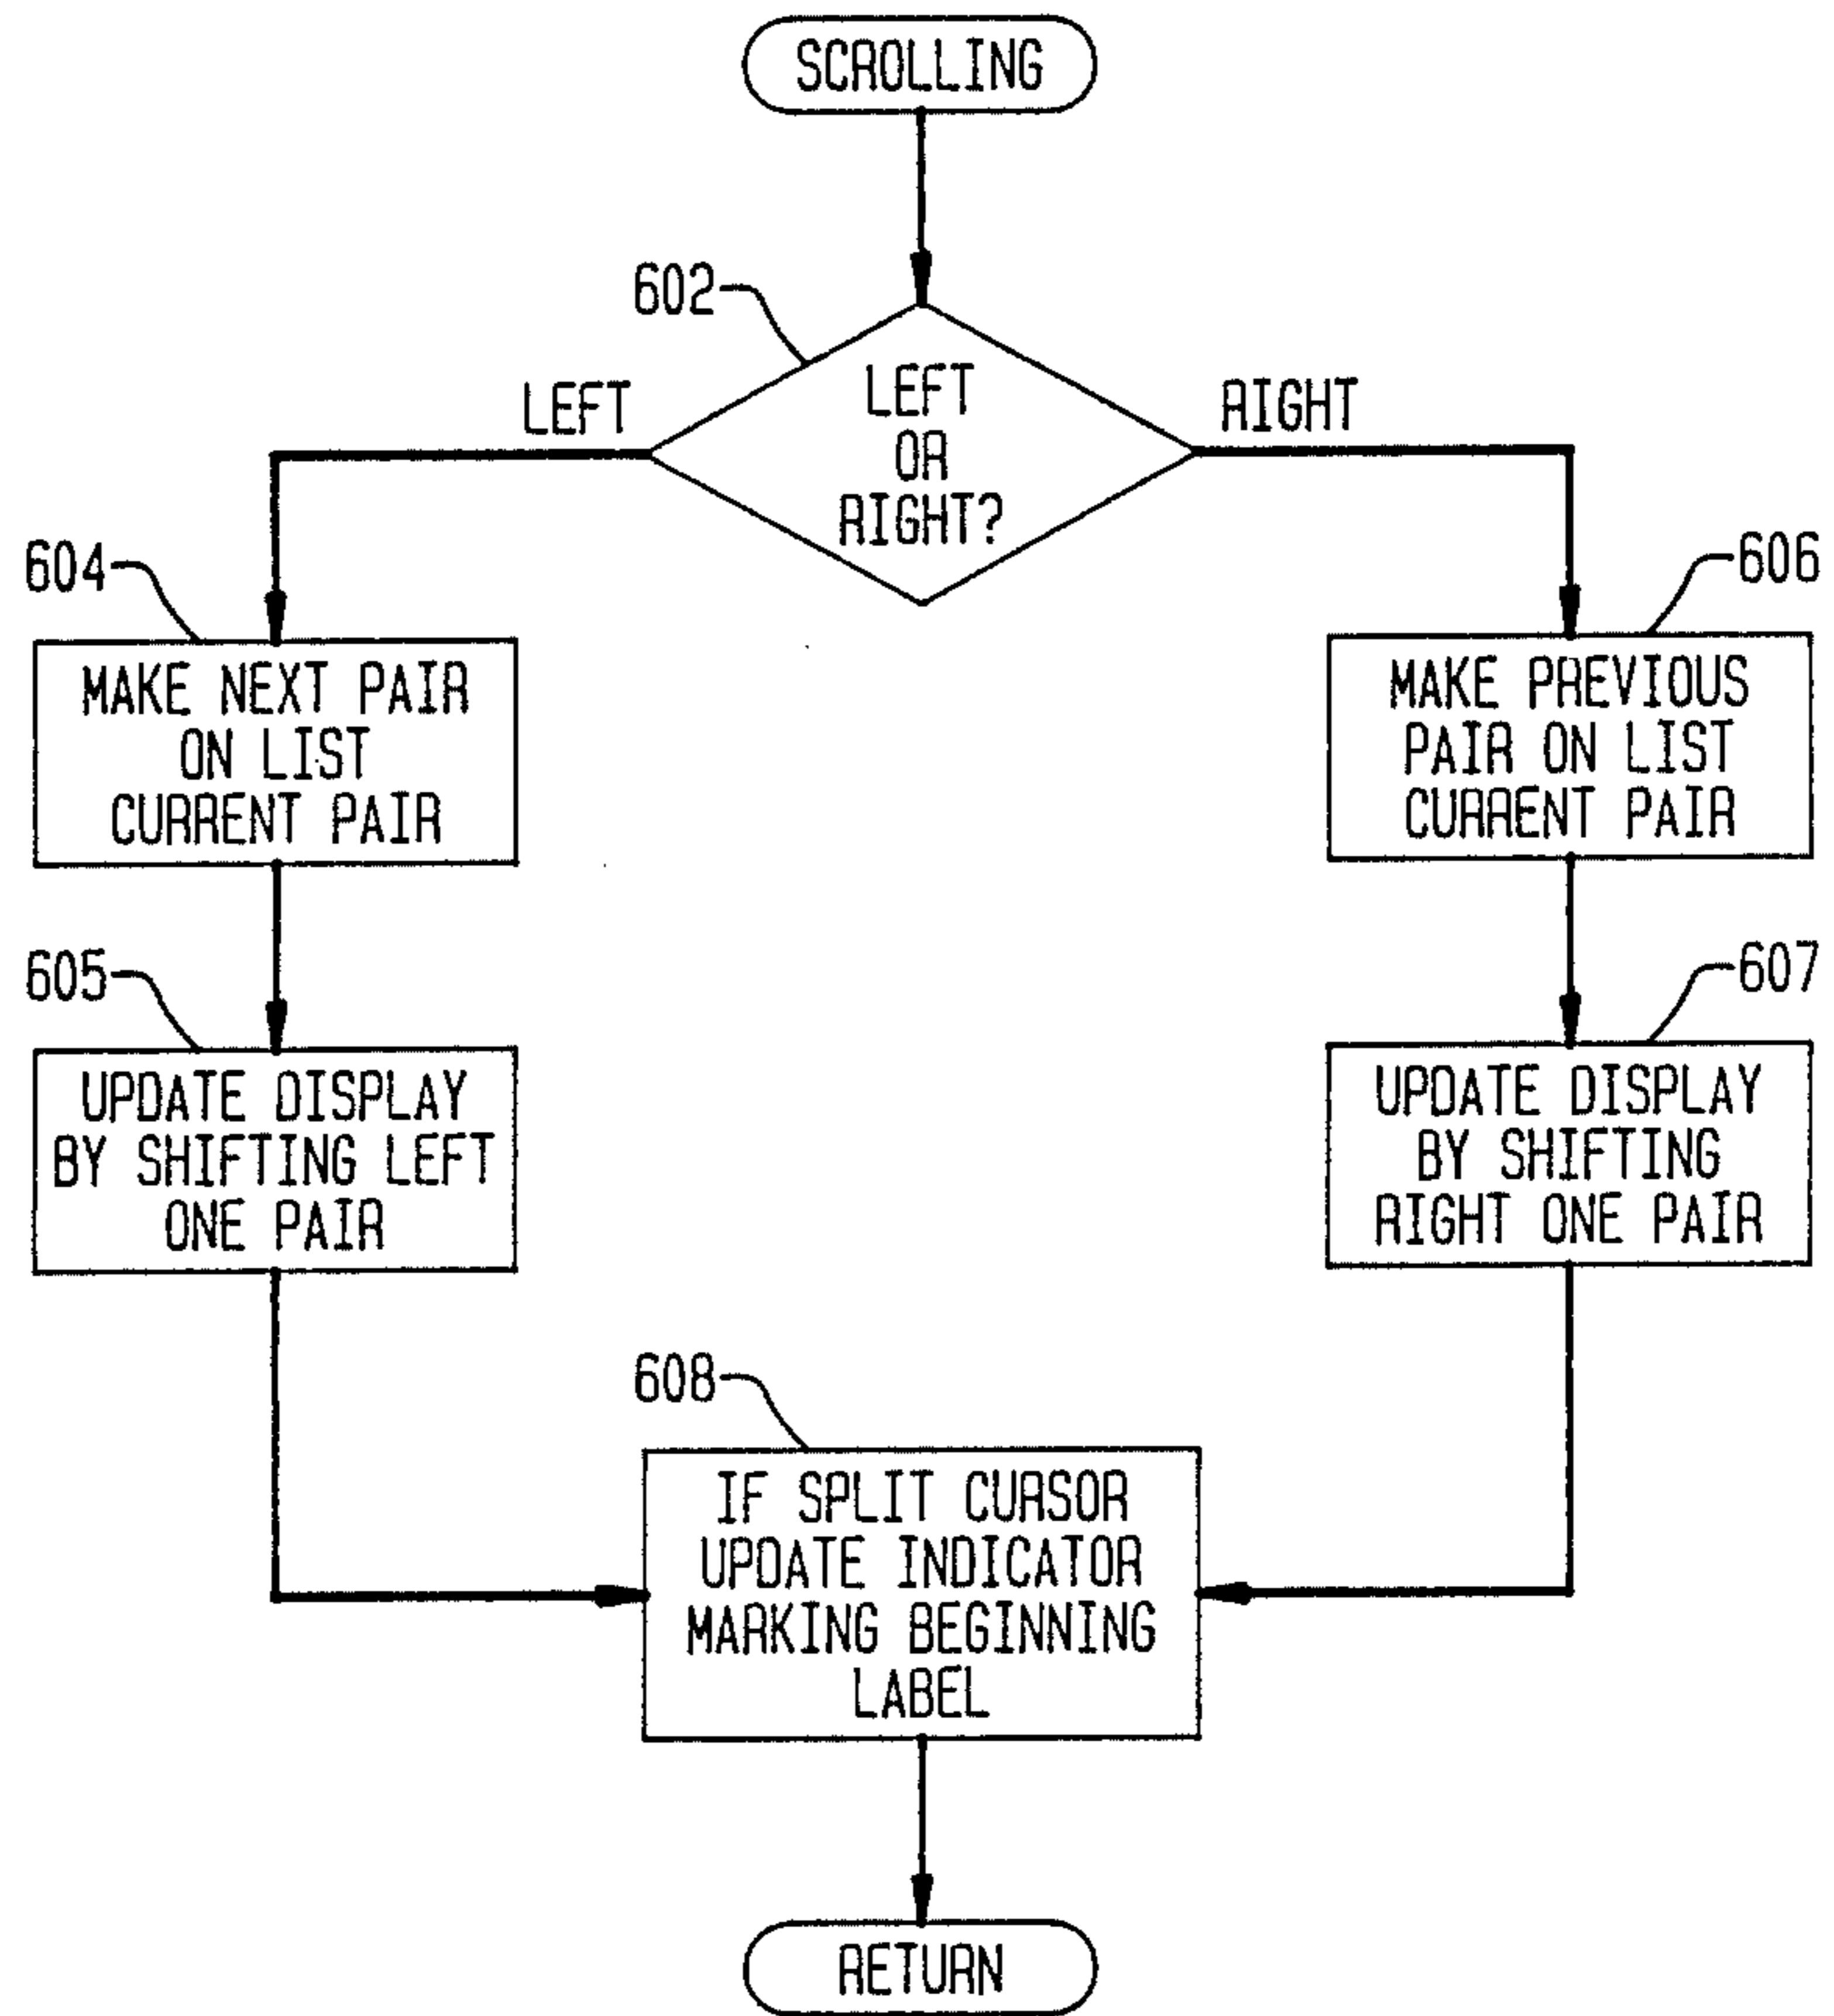 SCROLLING
602
LEFT
LEFT
OR
RIGHT?
RIGHT
604
MAKE NEXT PAIR
ON LIST
CURRENT PAIR
606
MAKE PREVIOUS
PAIR ON LIST
CURRENT PAIR
605
UPDATE DISPLAY
BY SHIFTING LEFT
ONE PAIR
607
UPDATE DISPLAY
BY SHIFTING
RIGHT ONE PAIR
608
IF SPLIT CURSOR
UPDATE INDICATOR
MARKING BEGINNING
LABEL
RETURN